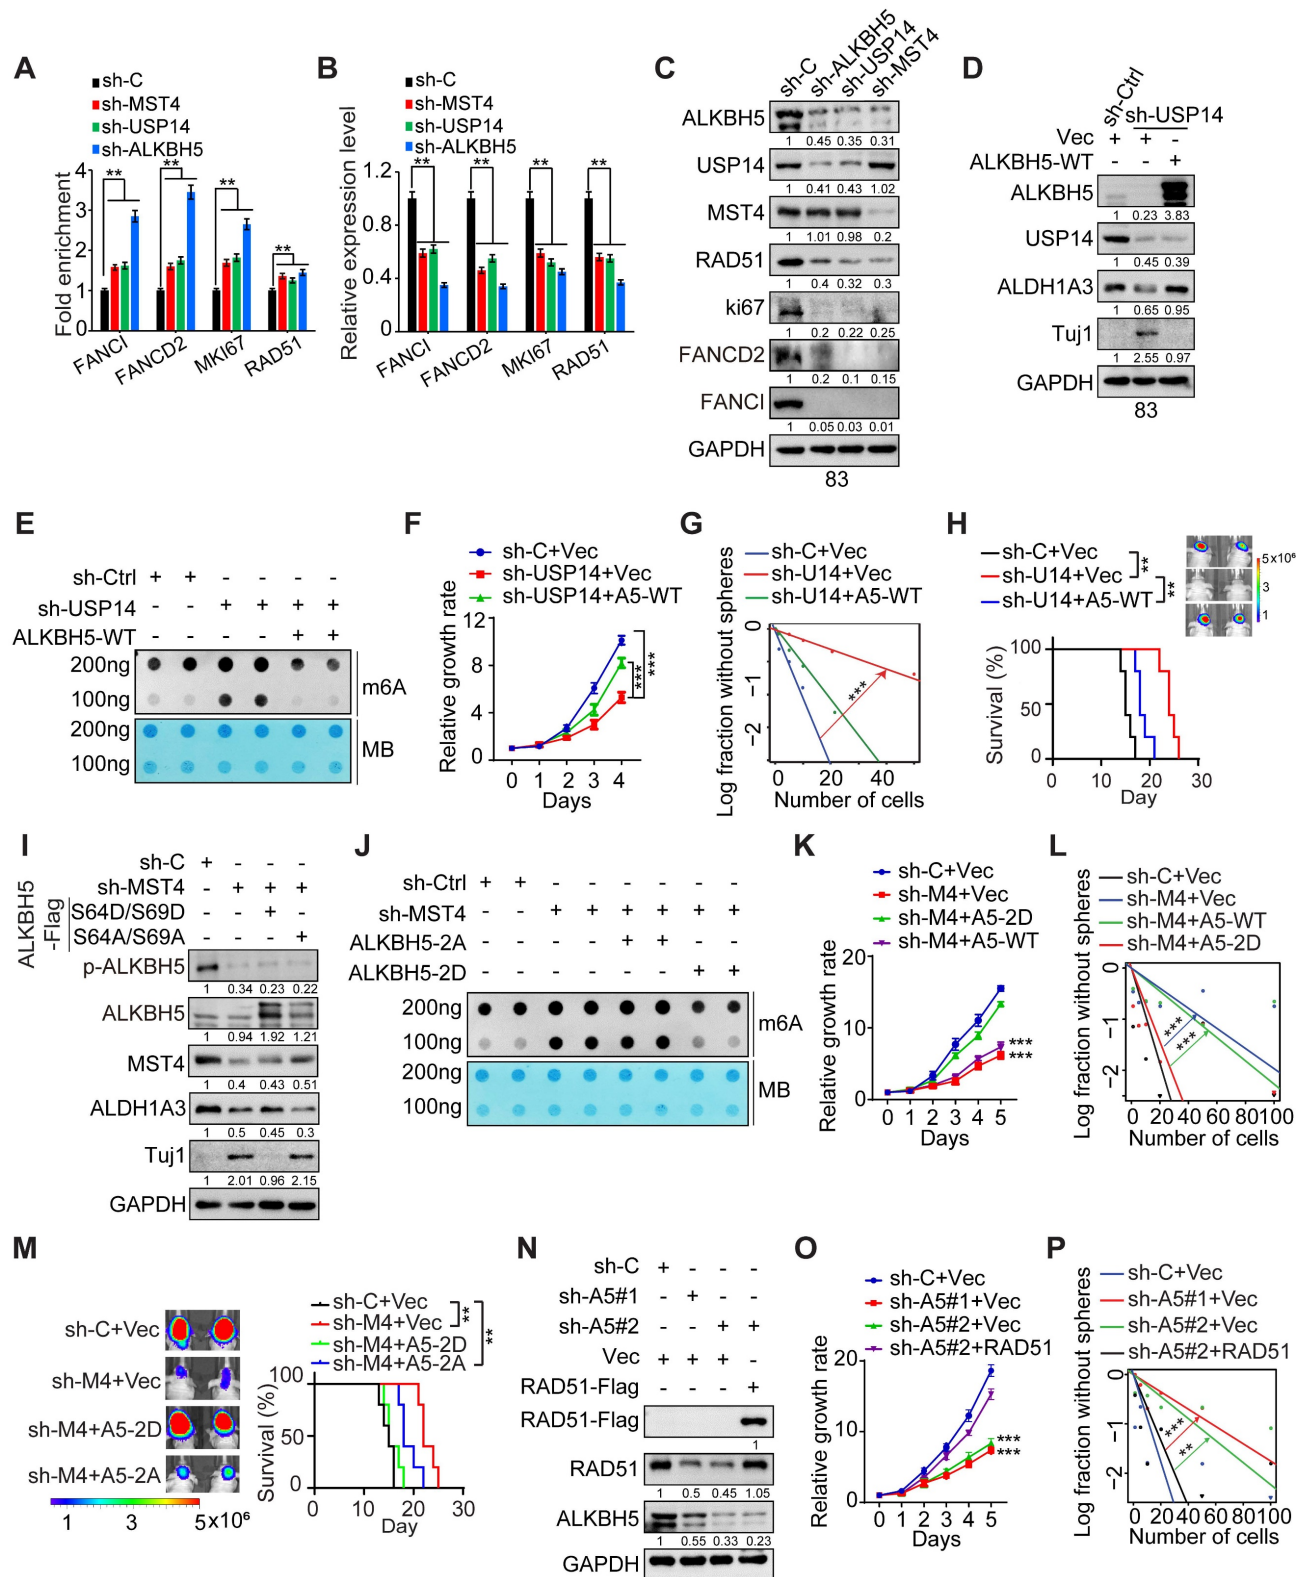 A
sh-C
sh-MST4
sh-USP14
sh-ALKBH5
Fold enrichment
4
3
2
1
0
**
**
**
**
FANCI
FANCD2
MKI67
RAD51
B
sh-C
sh-MST4
sh-USP14
sh-ALKBH5
Relative expression level
1.2
0.8
0.4
0
**
**
**
**
FANCI
FANCD2
MKI67
RAD51
C
sh-C
sh-ALKBH5
sh-USP14
sh-MST4
ALKBH5
1 0.45 0.35 0.31
USP14
1 0.41 0.43 1.02
MST4
1 1.01 0.98 0.2
RAD51
1 0.4 0.32 0.3
ki67
1 0.2 0.22 0.25
FANCD2
1 0.2 0.1 0.15
FANCI
1 0.05 0.03 0.01
GAPDH
83
D
sh-Ctrl
sh-USP14
Vec + + -
ALKBH5-WT - - +
ALKBH5
1 0.23 3.83
USP14
1 0.45 0.39
ALDH1A3
1 0.65 0.95
Tuj1
1 2.55 0.97
GAPDH
83
E
sh-Ctrl + + - - - -
sh-USP14 - - + + + +
ALKBH5-WT - - - - + +
200ng
100ng
m6A
200ng
100ng
MB
F
sh-C+Vec
sh-USP14+Vec
sh-USP14+A5-WT
Relative growth rate
12
8
4
0
***
***
0 1 2 3 4
Days
G
sh-C+Vec
sh-U14+Vec
sh-U14+A5-WT
Log fraction without spheres
0
-1
-2
***
0 20 40
Number of cells
H
sh-C+Vec
sh-U14+Vec
sh-U14+A5-WT
**
**
5x10⁶
3
1
Survival (%)
100
50
0
0 10 20 30
Day
I
sh-C + - - -
sh-MST4 - + + +
ALKBH5
-Flag
S64D/S69D - - + -
S64A/S69A - - - +
p-ALKBH5
1 0.34 0.23 0.22
ALKBH5
1 0.94 1.92 1.21
MST4
1 0.4 0.43 0.51
ALDH1A3
1 0.5 0.45 0.3
Tuj1
1 2.01 0.96 2.15
GAPDH
J
sh-Ctrl + + - - - - - -
sh-MST4 - - + + + + + +
ALKBH5-2A - - - - + + - -
ALKBH5-2D - - - - - - + +
200ng
100ng
m6A
200ng
100ng
MB
K
sh-C+Vec
sh-M4+Vec
sh-M4+A5-2D
sh-M4+A5-WT
Relative growth rate
20
10
0
***
***
0 1 2 3 4 5
Days
L
sh-C+Vec
sh-M4+Vec
sh-M4+A5-WT
sh-M4+A5-2D
Log fraction without spheres
0
-1
-2
***
***
0 20 40 60 80 100
Number of cells
M
sh-C+Vec
sh-M4+Vec
sh-M4+A5-2D
sh-M4+A5-2A
1 3 5x10⁶
sh-C+Vec
sh-M4+Vec
sh-M4+A5-2D
sh-M4+A5-2A
**
**
Survival (%)
100
50
0
0 10 20 30
Day
N
sh-C + - - -
sh-A5#1 - + - -
sh-A5#2 - - + +
Vec + + + -
RAD51-Flag - - - +
RAD51-Flag
1
RAD51
1 0.5 0.45 1.05
ALKBH5
1 0.55 0.33 0.23
GAPDH
O
sh-C+Vec
sh-A5#1+Vec
sh-A5#2+Vec
sh-A5#2+RAD51
Relative growth rate
20
10
0
***
***
0 1 2 3 4 5
Days
P
sh-C+Vec
sh-A5#1+Vec
sh-A5#2+Vec
sh-A5#2+RAD51
Log fraction without spheres
0
-1
-2
***
**
0 20 40 60 80 100
Number of cells